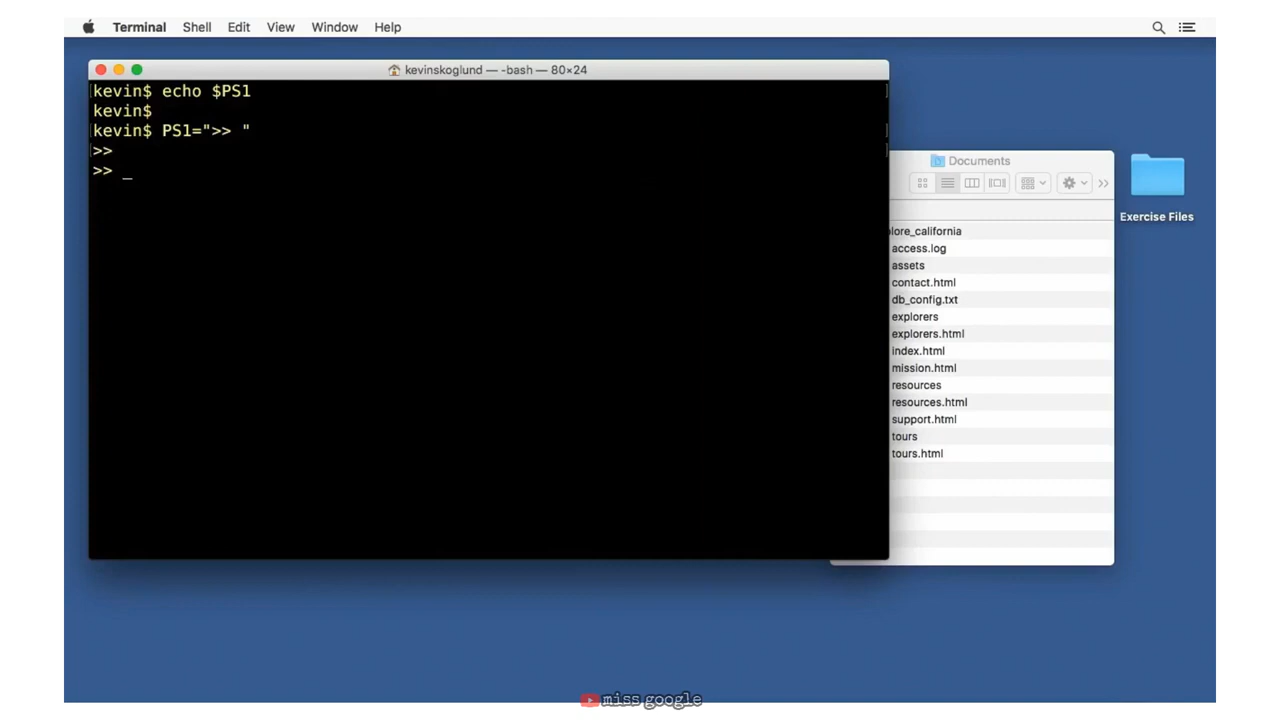 Terminal Shell Edit View Window Help
kevinskoglund — -bash — 80×24
kevin$ echo $PS1
kevin$
kevin$ PS1=">> "
>>
>> _
Documents
Exercise Files
lore_california
access.log
assets
contact.html
db_config.txt
explorers
explorers.html
index.html
mission.html
resources
resources.html
support.html
tours
tours.html
miss google